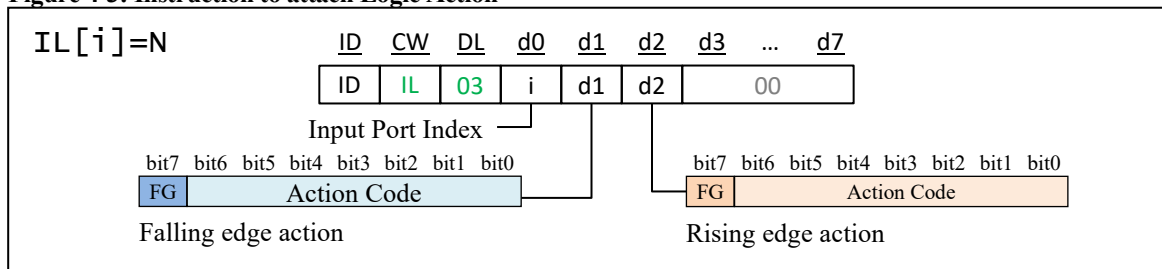 Figure 4-3: Instruction to attach Logic Action
IL[i]=N
ID CW DL d0 d1 d2 d3 ... d7
ID IL 03 i d1 d2 00
Input Port Index
bit7 bit6 bit5 bit4 bit3 bit2 bit1 bit0
FG Action Code
Falling edge action
bit7 bit6 bit5 bit4 bit3 bit2 bit1 bit0
FG Action Code
Rising edge action